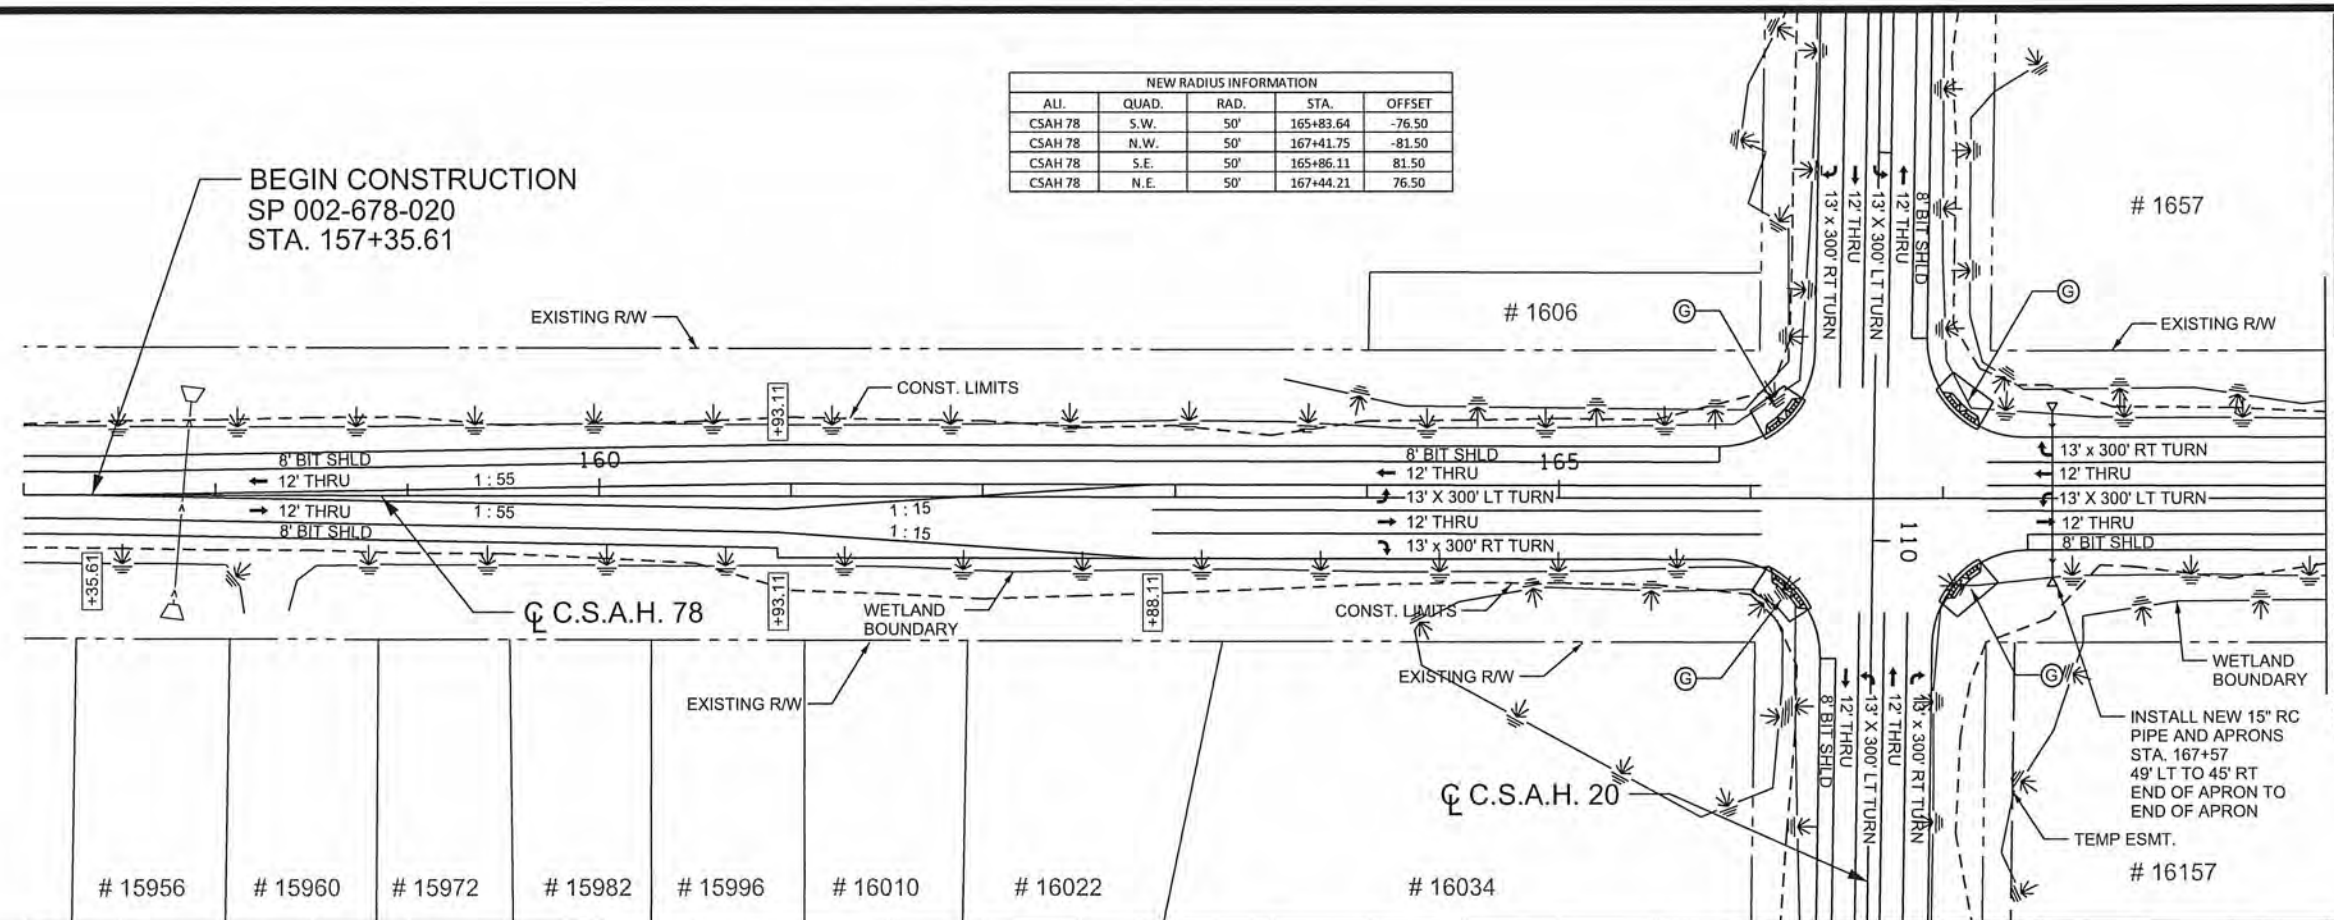 NEW RADIUS INFORMATION
ALI. QUAD. RAD. STA. OFFSET
CSAH 78 S.W. 50' 165+83.64 -76.50
CSAH 78 N.W. 50' 167+41.75 -81.50
CSAH 78 S.E. 50' 165+86.11 81.50
CSAH 78 N.E. 50' 167+44.21 76.50
BEGIN CONSTRUCTION
SP 002-678-020
STA. 157+35.61
EXISTING R/W
CONST. LIMITS
+93.11
# 1606
G
13' x 300' RT TURN
12' THRU
13' X 300' LT TURN
12' THRU
8' BIT SHLD
# 1657
G
EXISTING R/W
8' BIT SHLD
12' THRU
1 : 55
160
12' THRU
1 : 55
8' BIT SHLD
1 : 15
1 : 15
8' BIT SHLD
165
12' THRU
13' X 300' LT TURN
12' THRU
13' x 300' RT TURN
110
13' x 300' RT TURN
12' THRU
13' X 300' LT TURN
12' THRU
8' BIT SHLD
+35.61
℄ C.S.A.H. 78
+93.11
WETLAND
BOUNDARY
+88.11
CONST. LIMITS
EXISTING R/W
EXISTING R/W
G
8' BIT SHLD
12' THRU
13' X 300' LT TURN
12' THRU
13' x 300' RT TURN
G
WETLAND
BOUNDARY
INSTALL NEW 15" RC
PIPE AND APRONS
STA. 167+57
49' LT TO 45' RT
END OF APRON TO
END OF APRON
TEMP ESMT.
℄ C.S.A.H. 20
# 15956
# 15960
# 15972
# 15982
# 15996
# 16010
# 16022
# 16034
# 16157